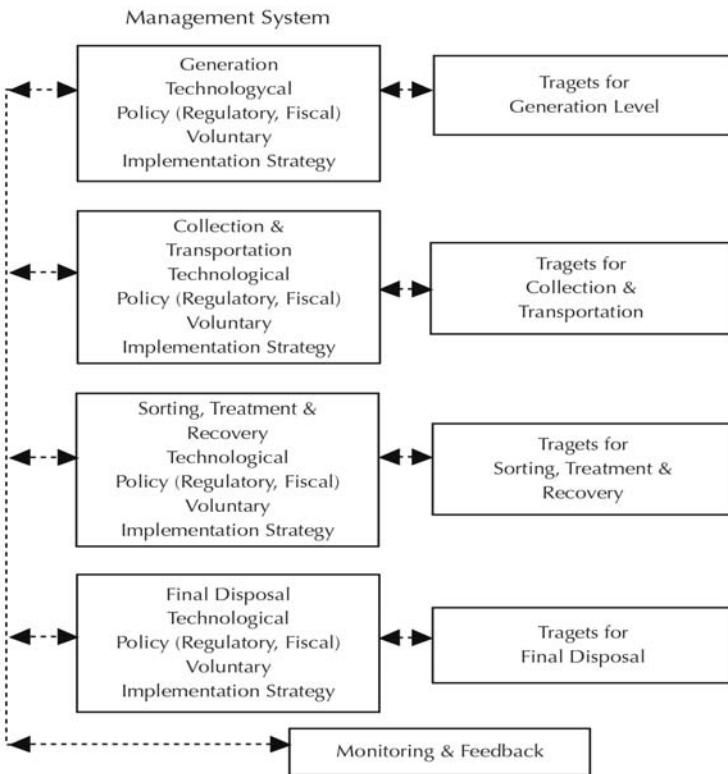 Management System
Generation
Technologycal
Policy (Regulatory, Fiscal)
Voluntary
Implementation Strategy
Tragets for
Generation Level
Collection &
Transportation
Technological
Policy (Regulatory, Fiscal)
Voluntary
Implementation Strategy
Tragets for
Collection &
Transportation
Sorting, Treatment &
Recovery
Technological
Policy (Regulatory, Fiscal)
Voluntary
Implementation Strategy
Tragets for
Sorting, Treatment &
Recovery
Final Disposal
Technological
Policy (Regulatory, Fiscal)
Voluntary
Implementation Strategy
Tragets for
Final Disposal
Monitoring & Feedback